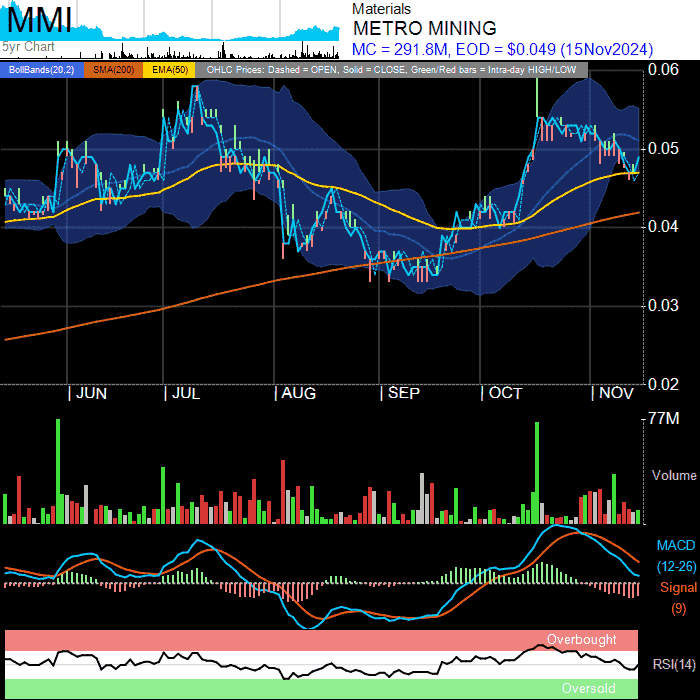 MMI
5yr Chart
Materials
METRO MINING
MC = 291.8M, EOD = $0.049 (15Nov2024)
BollBands(20,2) SMA(200) EMA(50) OHLC Prices: Dashed = OPEN, Solid = CLOSE, Green/Red bars = Intra-day HIGH/LOW
0.06
0.05
0.04
0.03
0.02
JUN JUL AUG SEP OCT NOV
77M
Volume
MACD
(12-26)
Signal
(9)
Overbought
RSI(14)
Oversold